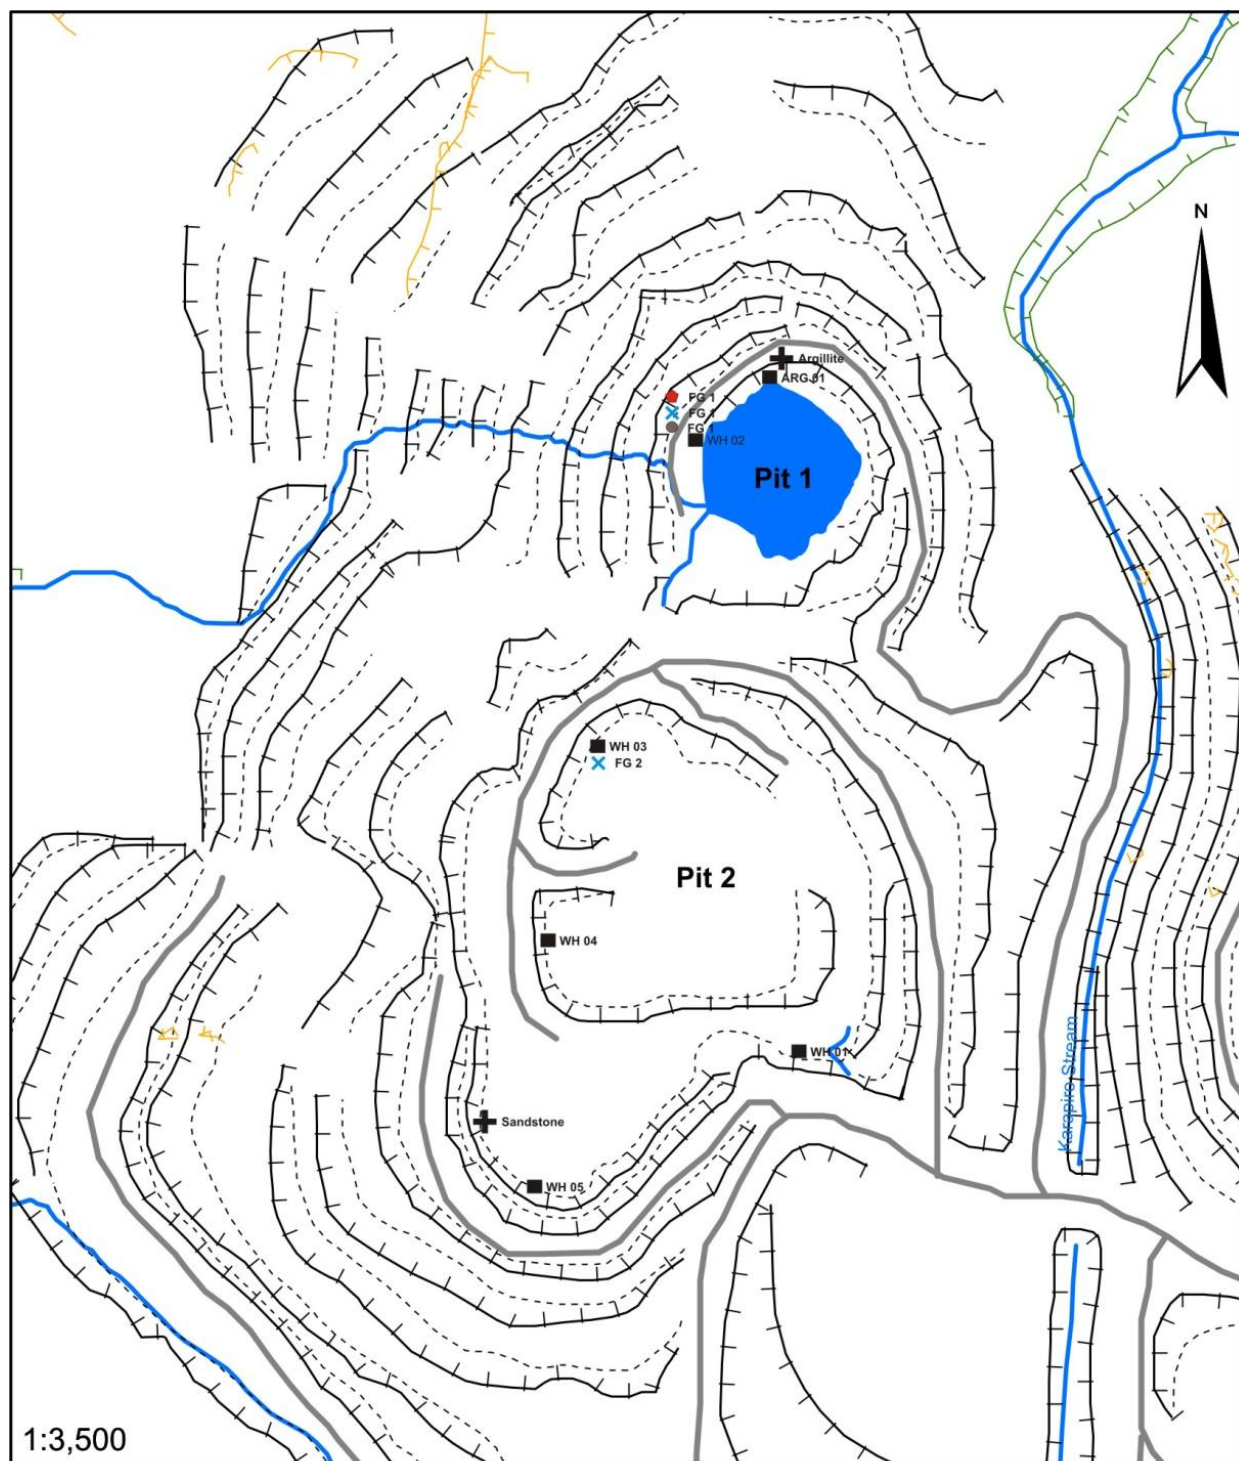 N
Argillite
ARG 01
FG 1
FG 1
FG 1
WH 02
Pit 1
WH 03
FG 2
Pit 2
WH 04
WH 01
Karapiro Stream
Sandstone
WH 05
1:3,500